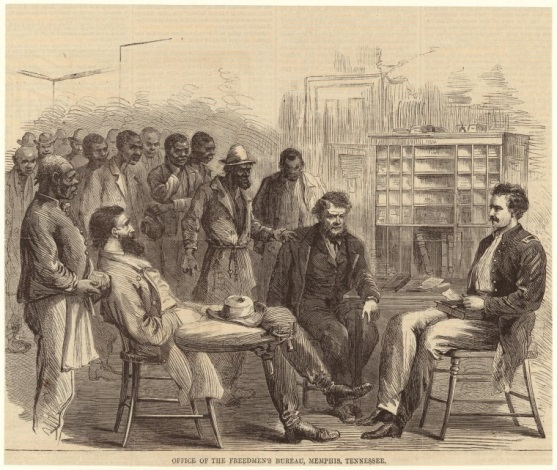 OFFICE OF THE FREEDMEN'S BUREAU, MEMPHIS, TENNESSEE.